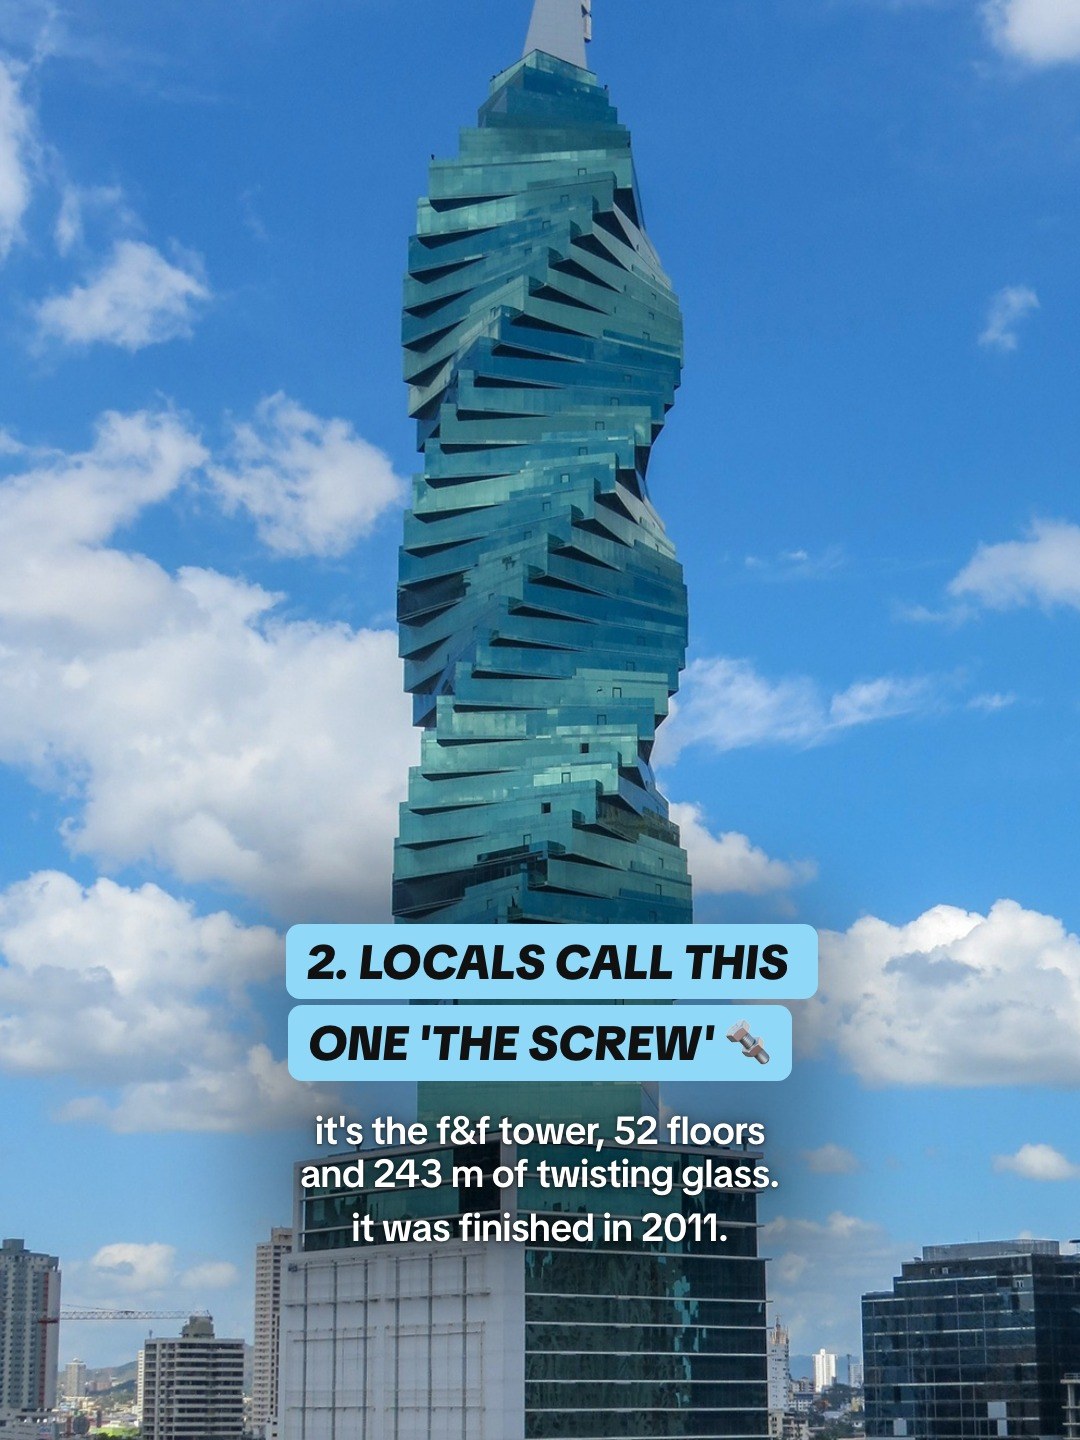 2. LOCALS CALL THIS
ONE 'THE SCREW' 🔩
it's the f&f tower, 52 floors
and 243 m of twisting glass.
it was finished in 2011.